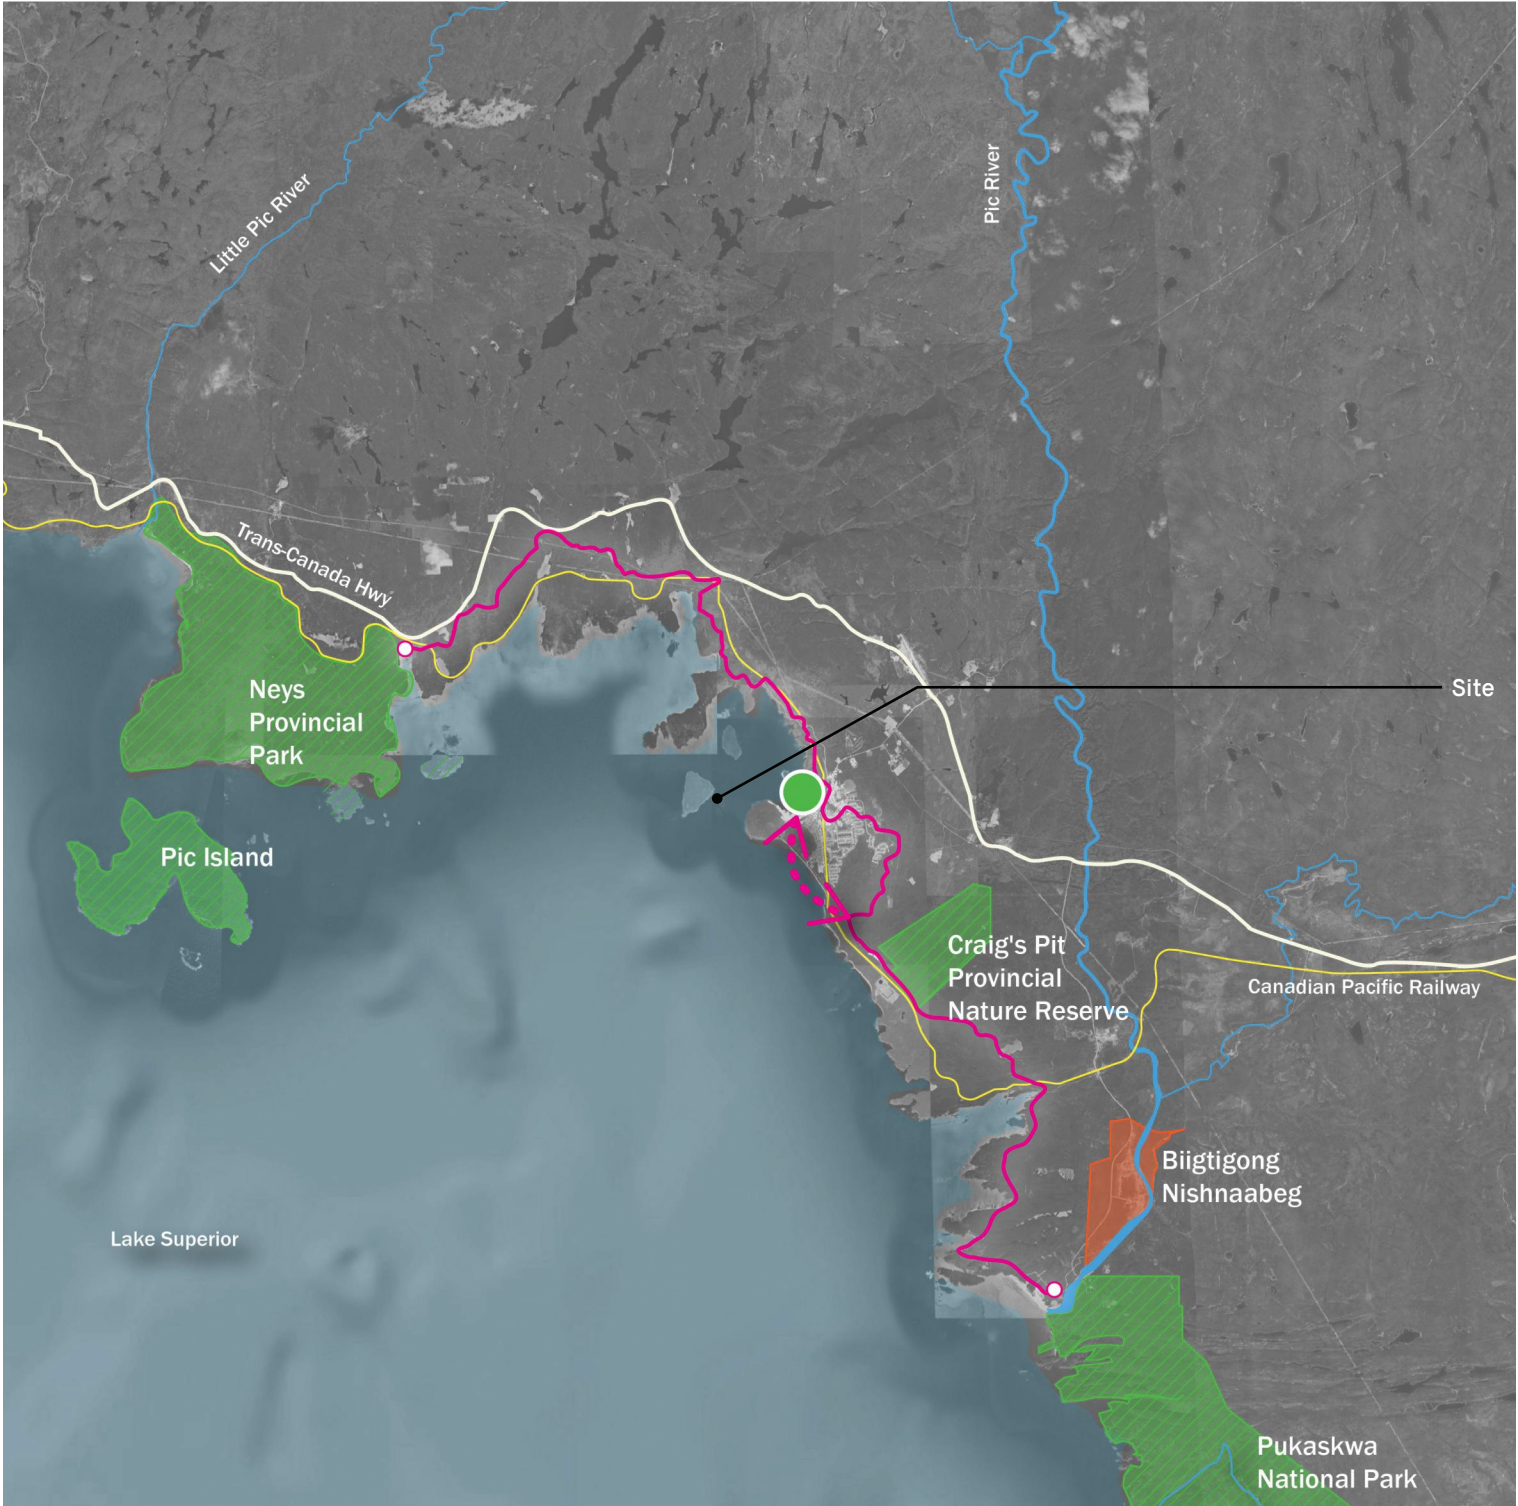 Pic River
Little Pic River
Trans-Canada Hwy
Site
Neys
Provincial
Park
Pic Island
Craig's Pit
Provincial
Nature Reserve
Canadian Pacific Railway
Biigtigong
Nishnaabeg
Lake Superior
Pukaskwa
National Park